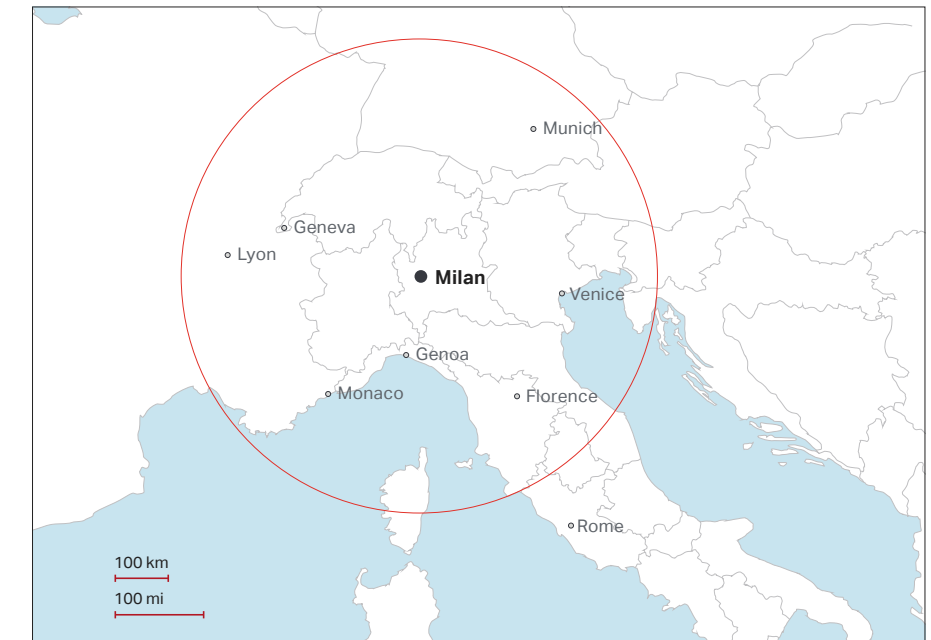 Munich
Geneva
Lyon
Milan
Venice
Genoa
Monaco
Florence
Rome
100 km
100 mi